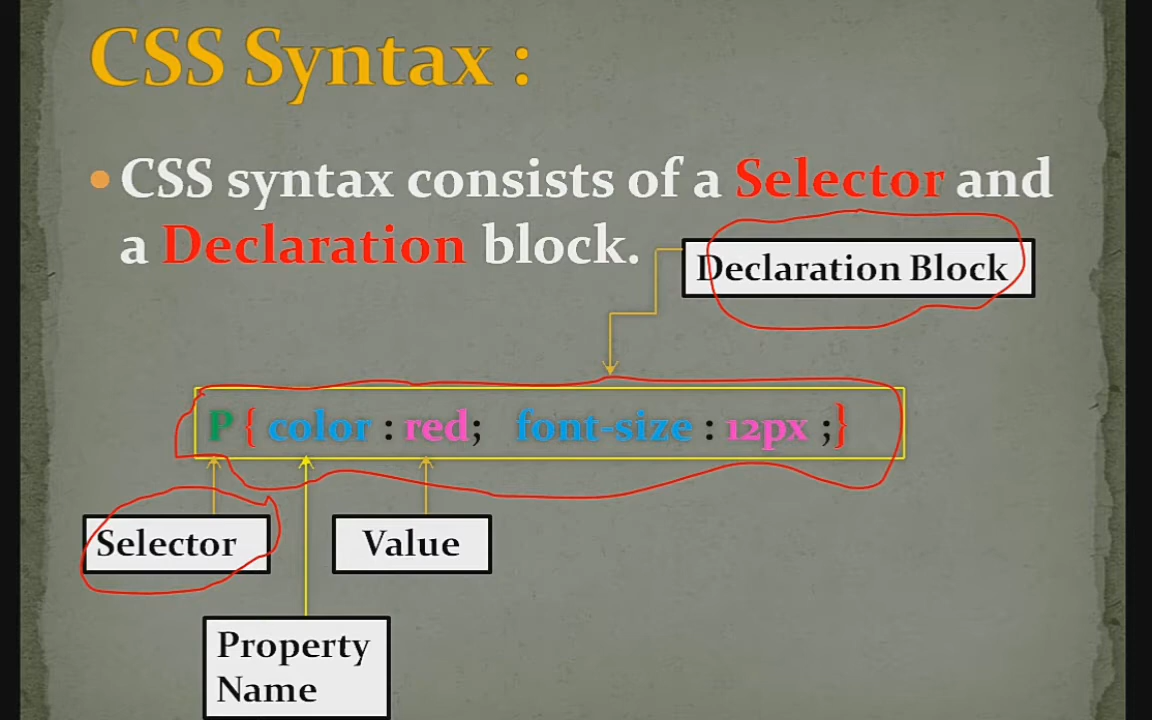 CSS Syntax :
• CSS syntax consists of a Selector and
a Declaration block.
Declaration Block
P { color : red; font-size : 12px ;}
Selector
Value
Property
Name